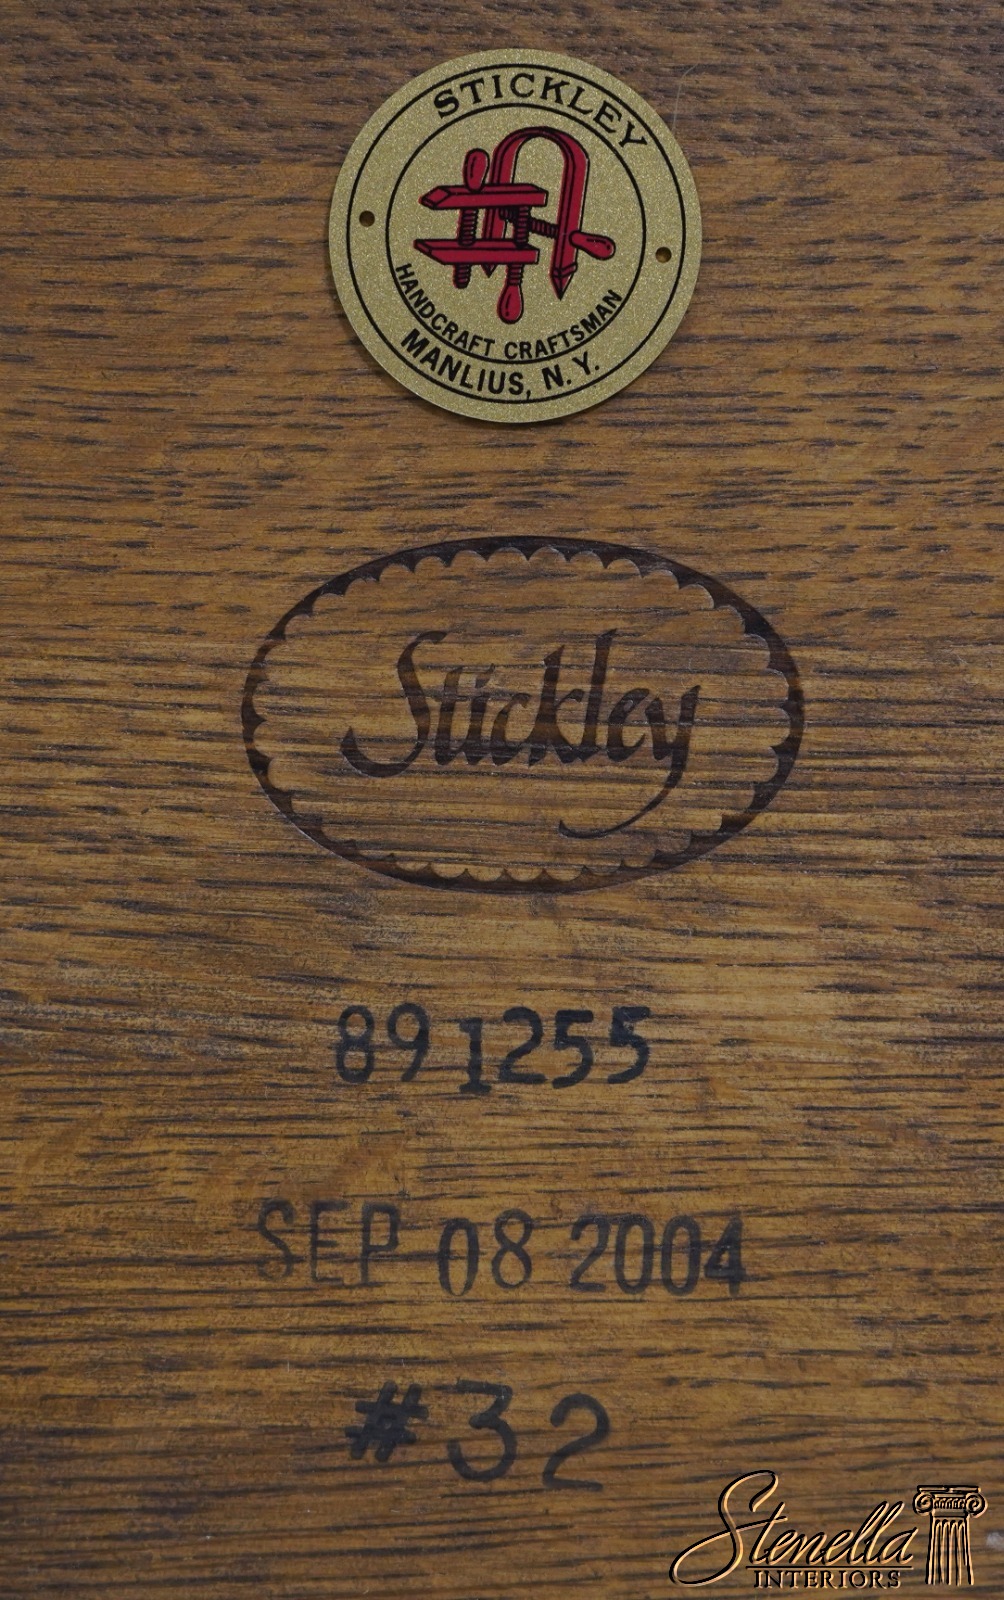 STICKLEY
HANDCRAFT CRAFTSMAN
MANLIUS, N.Y.
Stickley
891255
SEP 08 2004
#32
Stenella
INTERIORS